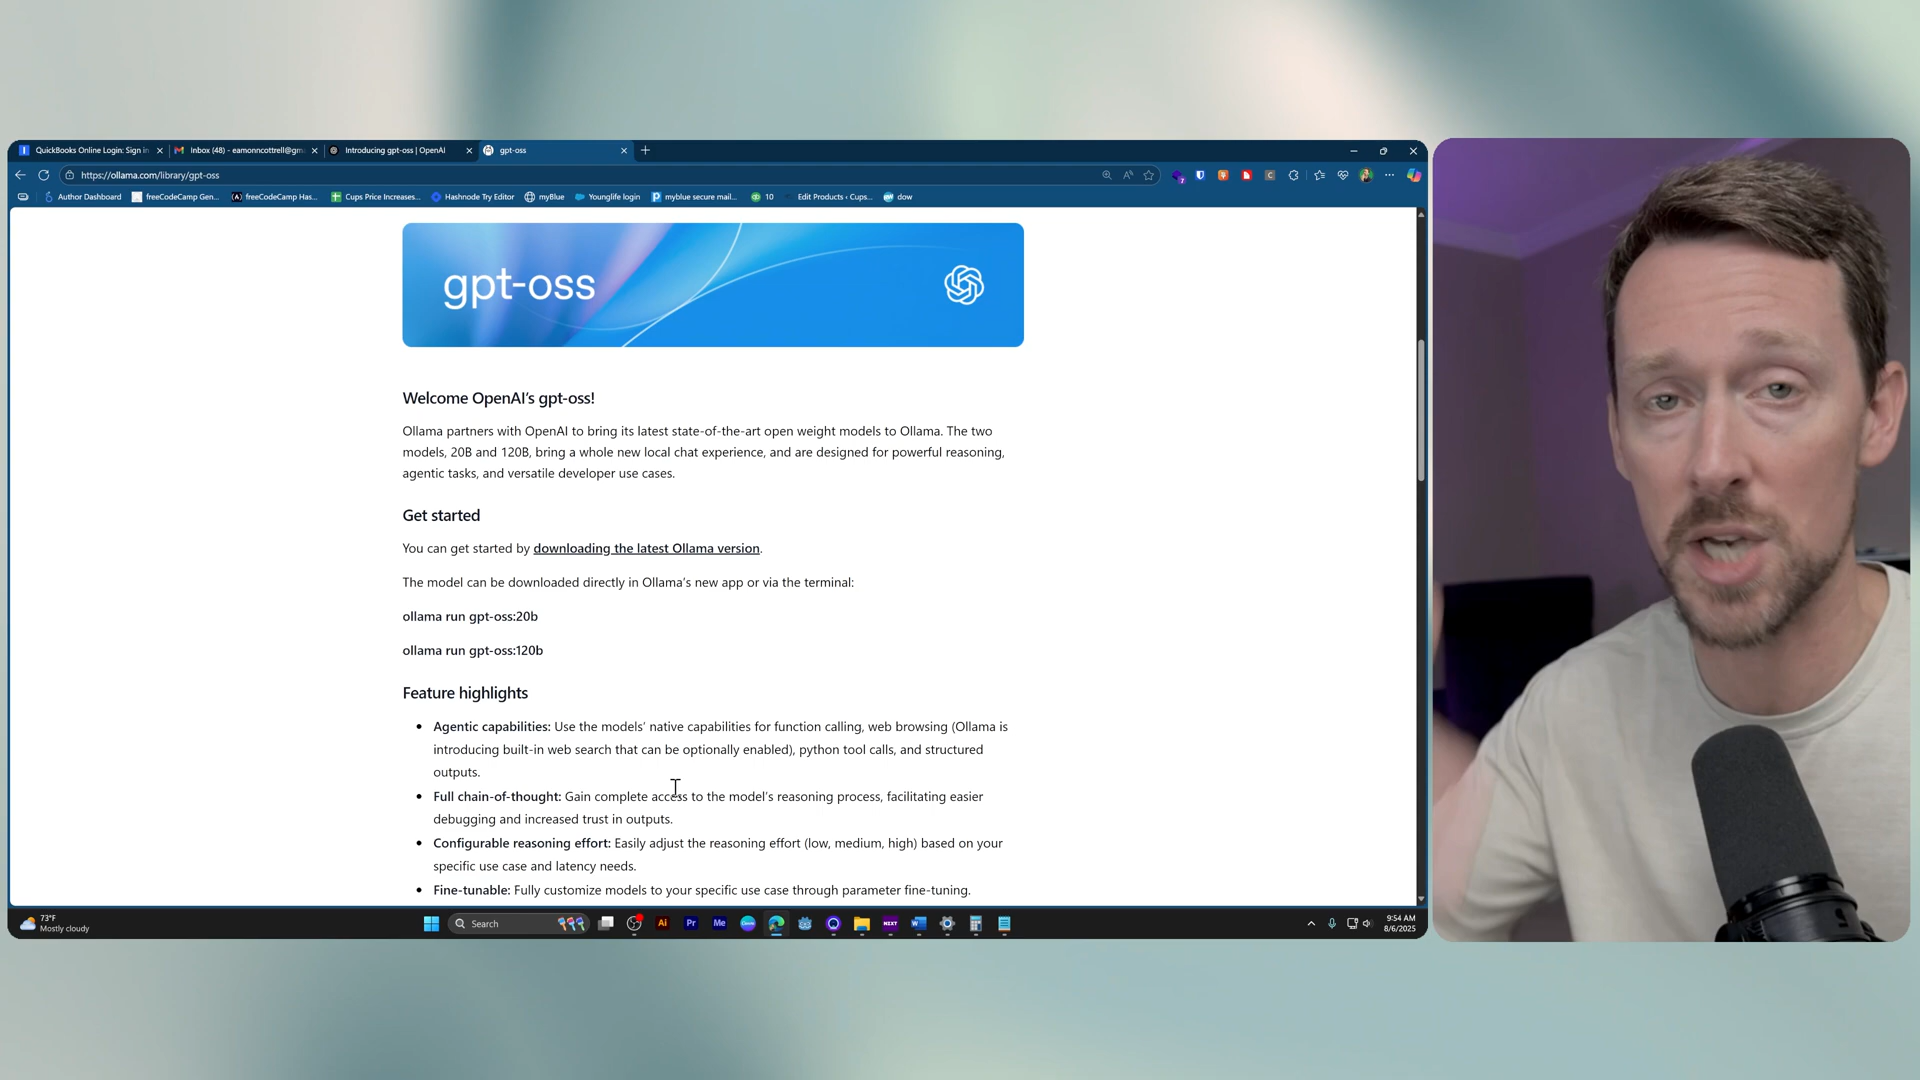 QuickBooks Online Login: Sign in
Inbox (48) - eamonncottrell@gm
Introducing gpt-oss | OpenAI
gpt-oss
https://ollama.com/library/gpt-oss
Author Dashboard
freeCodeCamp Gen...
freeCodeCamp Has...
Cups Price Increases...
Hashnode Try Editor
myBlue
Younglife login
myblue secure mail...
10
Edit Products ‹ Cups...
dow
gpt-oss
Welcome OpenAI's gpt-oss!
Ollama partners with OpenAI to bring its latest state-of-the-art open weight models to Ollama. The two
models, 20B and 120B, bring a whole new local chat experience, and are designed for powerful reasoning,
agentic tasks, and versatile developer use cases.
Get started
You can get started by downloading the latest Ollama version.
The model can be downloaded directly in Ollama's new app or via the terminal:
ollama run gpt-oss:20b
ollama run gpt-oss:120b
Feature highlights
• Agentic capabilities: Use the models' native capabilities for function calling, web browsing (Ollama is
introducing built-in web search that can be optionally enabled), python tool calls, and structured
outputs.
• Full chain-of-thought: Gain complete access to the model's reasoning process, facilitating easier
debugging and increased trust in outputs.
• Configurable reasoning effort: Easily adjust the reasoning effort (low, medium, high) based on your
specific use case and latency needs.
• Fine-tunable: Fully customize models to your specific use case through parameter fine-tuning.
73°F
Mostly cloudy
Search
Ai
Pr
Me
NEXT
9:54 AM
8/6/2025